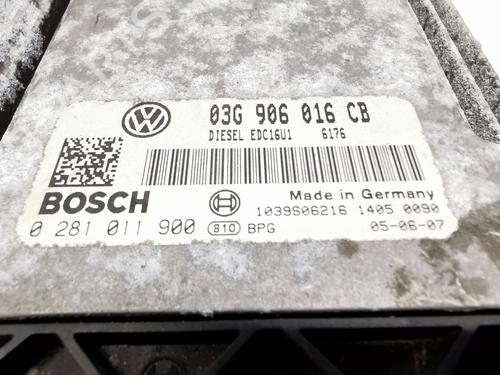 03G 906 016 CB
DIESEL EDC16U1 6176
BOSCH
Made in Germany
1039S06216 1405 0090
0 281 011 900 810 BPG 05-06-07